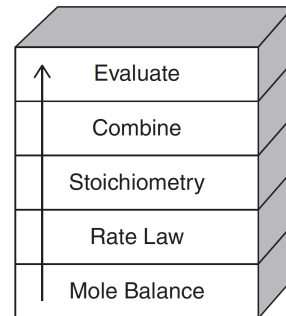 Evaluate
Combine
Stoichiometry
Rate Law
Mole Balance